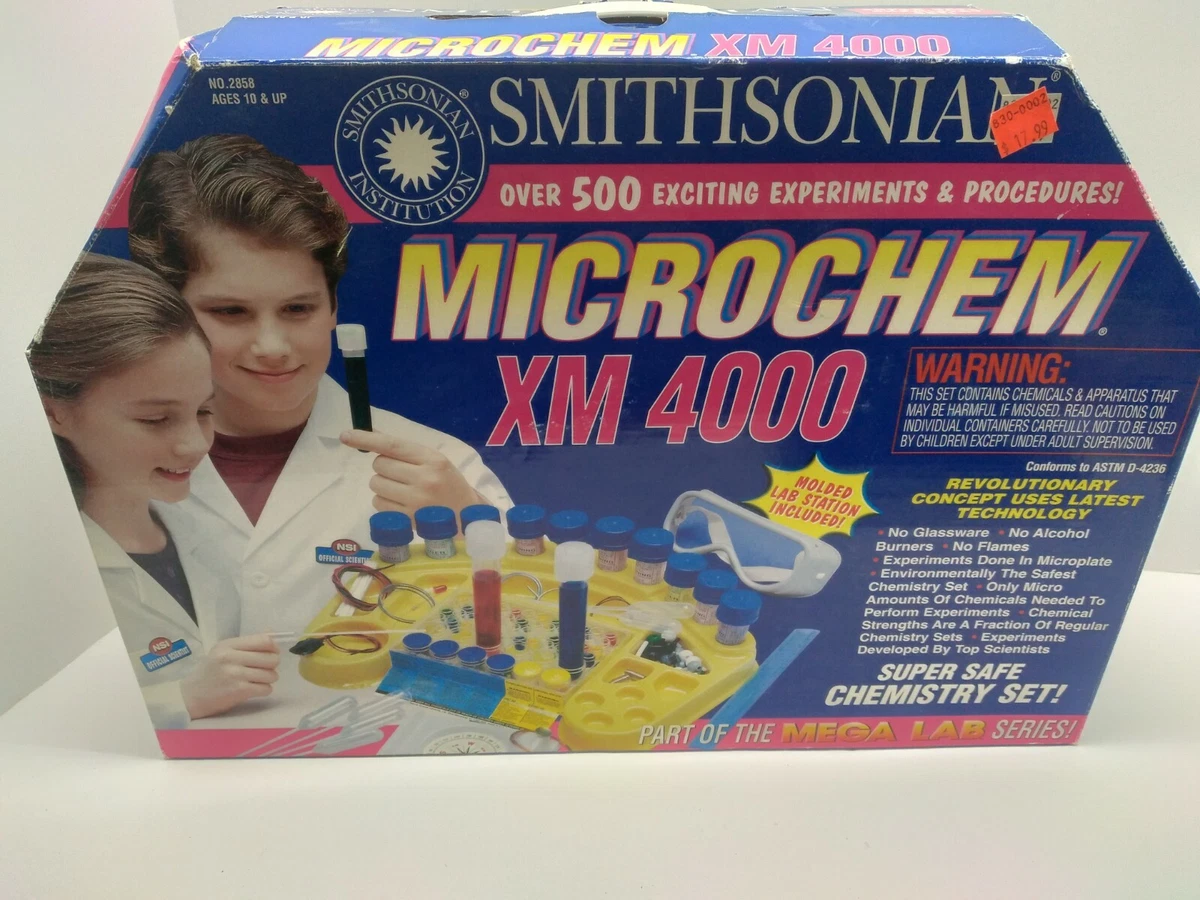 MICROCHEM XM 4000
NO.2858
AGES 10 & UP
SMITHSONIAN
INSTITUTION
®
SMITHSONIAN®
830-0002
$17.99
OVER 500 EXCITING EXPERIMENTS & PROCEDURES!
MICROCHEM®
XM 4000
WARNING:
THIS SET CONTAINS CHEMICALS & APPARATUS THAT
MAY BE HARMFUL IF MISUSED. READ CAUTIONS ON
INDIVIDUAL CONTAINERS CAREFULLY. NOT TO BE USED
BY CHILDREN EXCEPT UNDER ADULT SUPERVISION.
Conforms to ASTM D-4236
MOLDED
LAB STATION
INCLUDED!
REVOLUTIONARY
CONCEPT USES LATEST
TECHNOLOGY
• No Glassware • No Alcohol
Burners • No Flames
• Experiments Done In Microplate
• Environmentally The Safest
Chemistry Set • Only Micro
Amounts Of Chemicals Needed To
Perform Experiments • Chemical
Strengths Are A Fraction Of Regular
Chemistry Sets • Experiments
Developed By Top Scientists
SUPER SAFE
CHEMISTRY SET!
NSI
OFFICIAL SCIENT
NSI
OFFICIAL SCIENTIST
PART OF THE MEGA LAB SERIES!